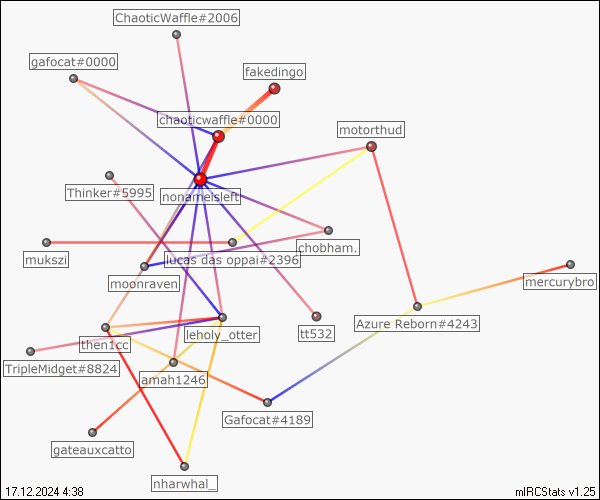 ChaoticWaffle#2006
gafocat#0000
fakedingo
chaoticwaffle#0000
motorthud
Thinker#5995
nonameisleft
chobham.
mukszi
lucas das oppai#2396
moonraven
mercurybro
then1cc
leholy_otter
tt532
Azure Reborn#4243
TripleMidget#8824
amah1246
Gafocat#4189
gateauxcatto
nharwhal_
17.12.2024 4:38
mIRCStats v1.25